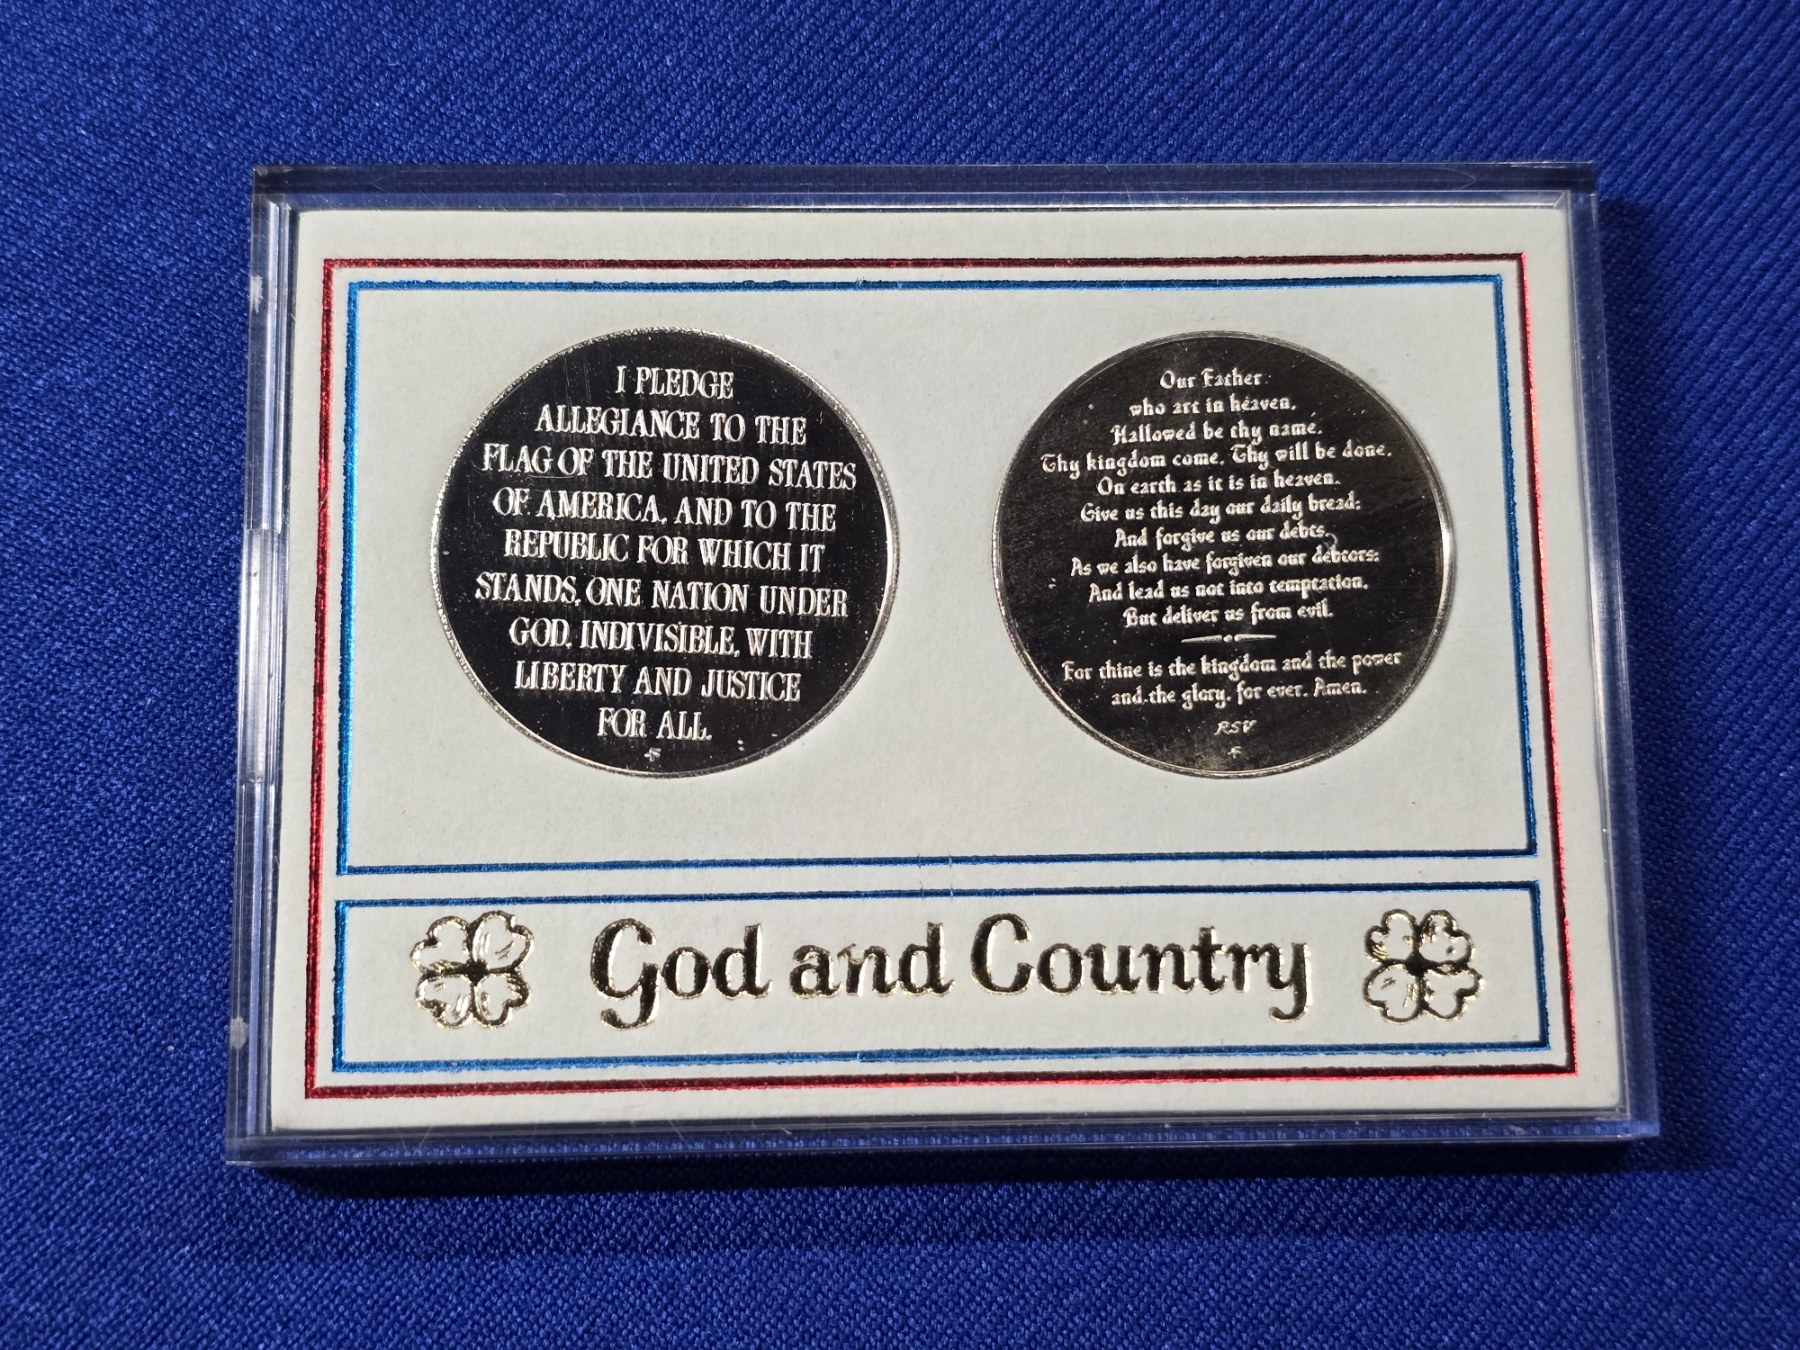 I PLEDGE
ALLEGIANCE TO THE
FLAG OF THE UNITED STATES
OF AMERICA, AND TO THE
REPUBLIC FOR WHICH IT
STANDS, ONE NATION UNDER
GOD, INDIVISIBLE, WITH
LIBERTY AND JUSTICE
FOR ALL.
Our Father
who art in heaven,
Hallowed be thy name.
Thy kingdom come, Thy will be done,
On earth as it is in heaven.
Give us this day our daily bread;
And forgive us our debts,
As we also have forgiven our debtors;
And lead us not into temptation,
But deliver us from evil.
For thine is the kingdom and the power
and the glory, for ever. Amen.
RSV
God and Country